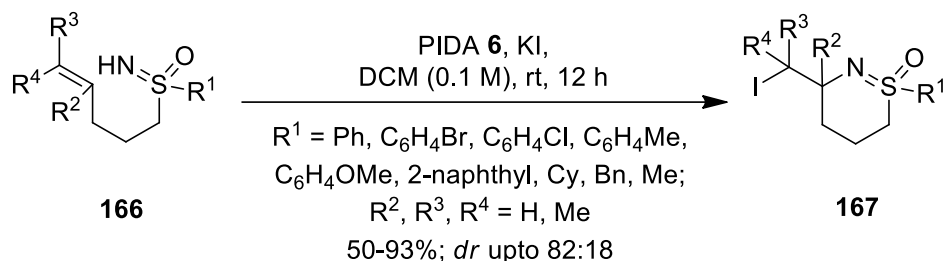 R³
R⁴
R²
HN
O
S
R¹
166
PIDA 6, KI,
DCM (0.1 M), rt, 12 h
R¹ = Ph, C₆H₄Br, C₆H₄Cl, C₆H₄Me,
C₆H₄OMe, 2-naphthyl, Cy, Bn, Me;
R², R³, R⁴ = H, Me
50-93%; dr upto 82:18
R³
R⁴
R²
I
N
O
S
R¹
167